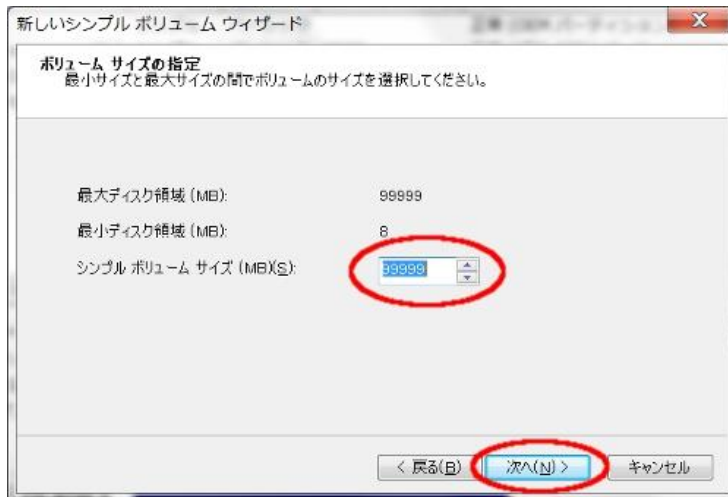 新しいシンプル ボリューム ウィザード
ボリューム サイズの指定
最小サイズと最大サイズの間でボリュームのサイズを選択してください。
最大ディスク領域 (MB): 99999
最小ディスク領域 (MB): 8
シンプル ボリューム サイズ (MB)(S): 99999
< 戻る(B) 次へ(N) > キャンセル